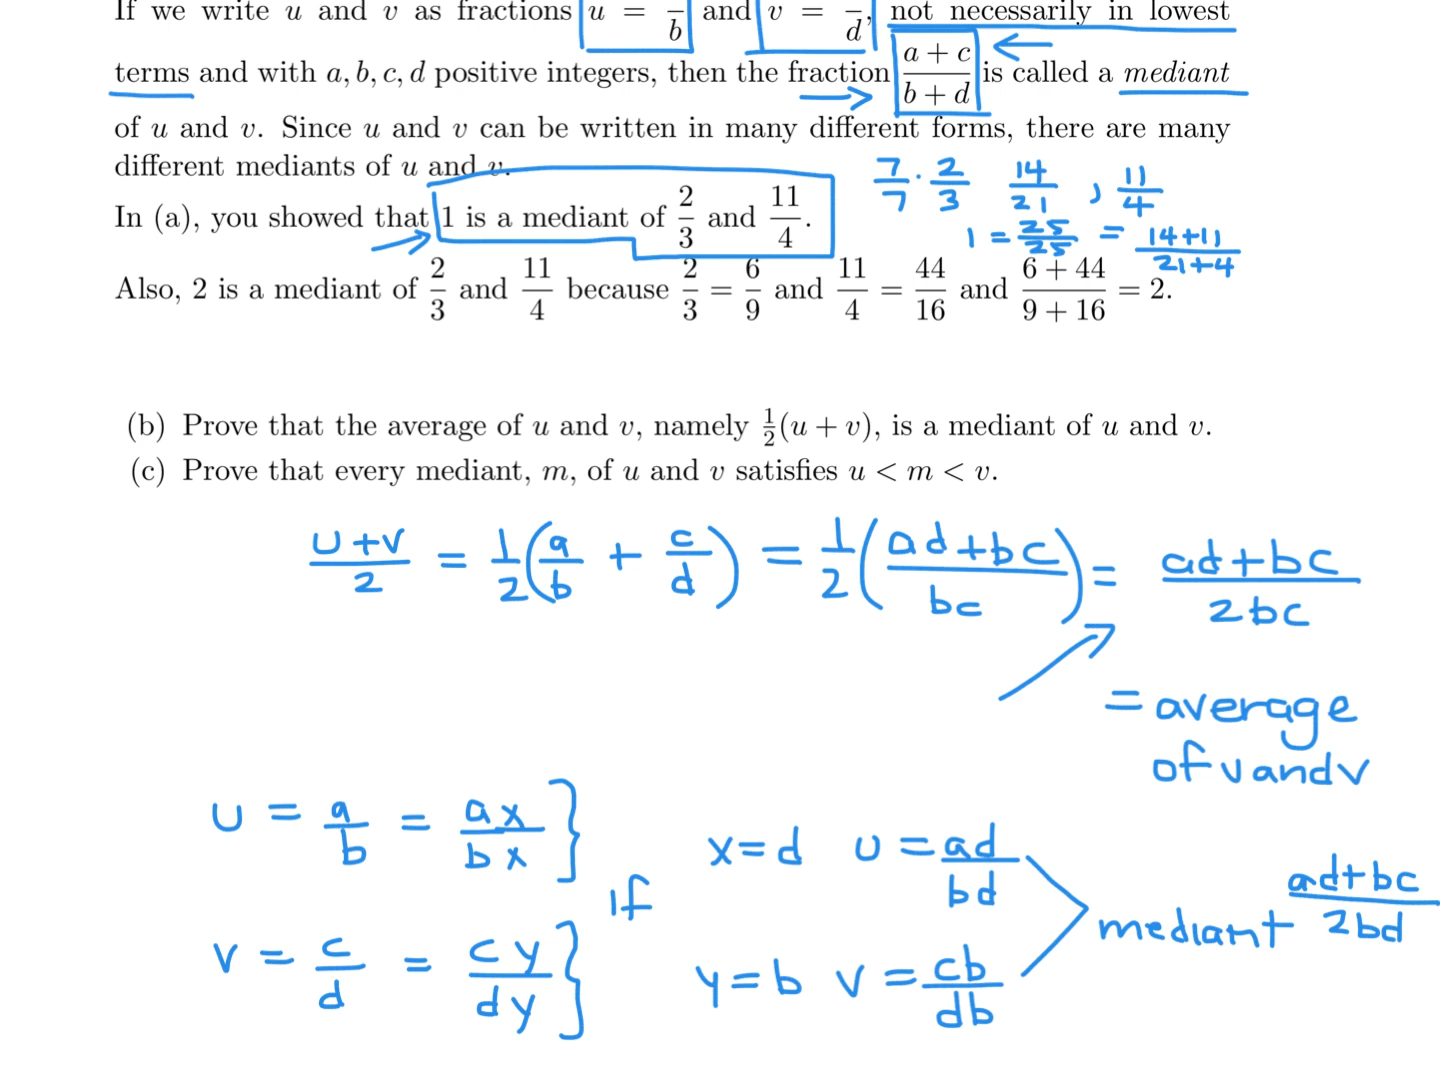 If we write u and v as fractions u = /b and v = /d, not necessarily in lowest
terms and with a, b, c, d positive integers, then the fraction (a + c)/(b + d) is called a mediant
of u and v. Since u and v can be written in many different forms, there are many
different mediants of u and v.
7/7 · 2/3 14/21 , 11/4
In (a), you showed that 1 is a mediant of 2/3 and 11/4.
1 = 25/25 = (14+11)/(21+4)
Also, 2 is a mediant of 2/3 and 11/4 because 2/3 = 6/9 and 11/4 = 44/16 and (6 + 44)/(9 + 16) = 2.
(b) Prove that the average of u and v, namely ½(u + v), is a mediant of u and v.
(c) Prove that every mediant, m, of u and v satisfies u < m < v.
(u+v)/2 = 1/2(a/b + c/d) = 1/2((ad+bc)/bc) = (ad+bc)/2bc
= average
of v and v
u = a/b = ax/bx } x=d u = ad/bd
if
mediant (ad+bc)/2bd
v = c/d = cy/dy } y=b v = cb/db